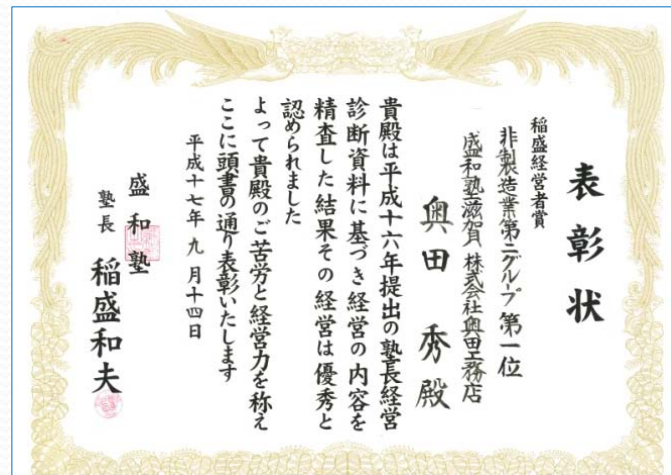 表彰状
稲盛経営者賞
非製造業第二グループ 第一位
盛和塾滋賀 株式会社奥田工務店
奥田 秀殿
貴殿は平成十六年提出の塾長経営
診断資料に基づき経営の内容を
精査した結果その経営は優秀と
認められました
よって貴殿のご苦労と経営力を称え
ここに頭書の通り表彰いたします
平成十七年九月十四日
盛和塾
塾長 稲盛和夫